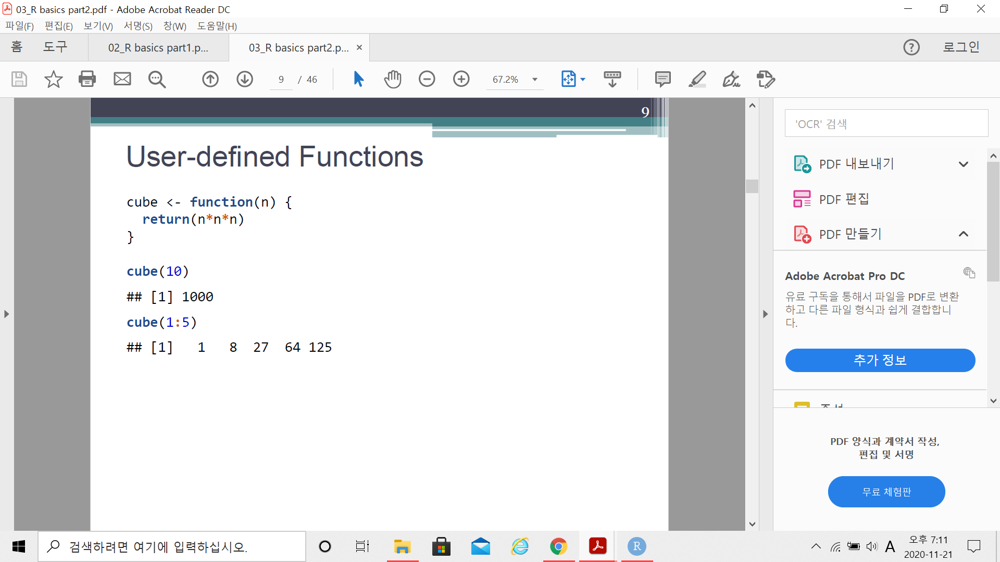 03_R basics part2.pdf - Adobe Acrobat Reader DC
파일(F) 편집(E) 보기(V) 서명(S) 창(W) 도움말(H)
홈 도구 02_R basics part1.p... 03_R basics part2.p... × ? 로그인
9 / 46 67.2%
9
User-defined Functions
cube <- function(n) {
return(n*n*n)
}
cube(10)
## [1] 1000
cube(1:5)
## [1] 1 8 27 64 125
'OCR' 검색
PDF 내보내기
PDF 편집
PDF 만들기
Adobe Acrobat Pro DC
유료 구독을 통해서 파일을 PDF로 변환
하고 다른 파일 형식과 쉽게 결합합니
다.
추가 정보
PDF 양식과 계약서 작성,
편집 및 서명
무료 체험판
검색하려면 여기에 입력하십시오.
R
A
오후 7:11
2020-11-21